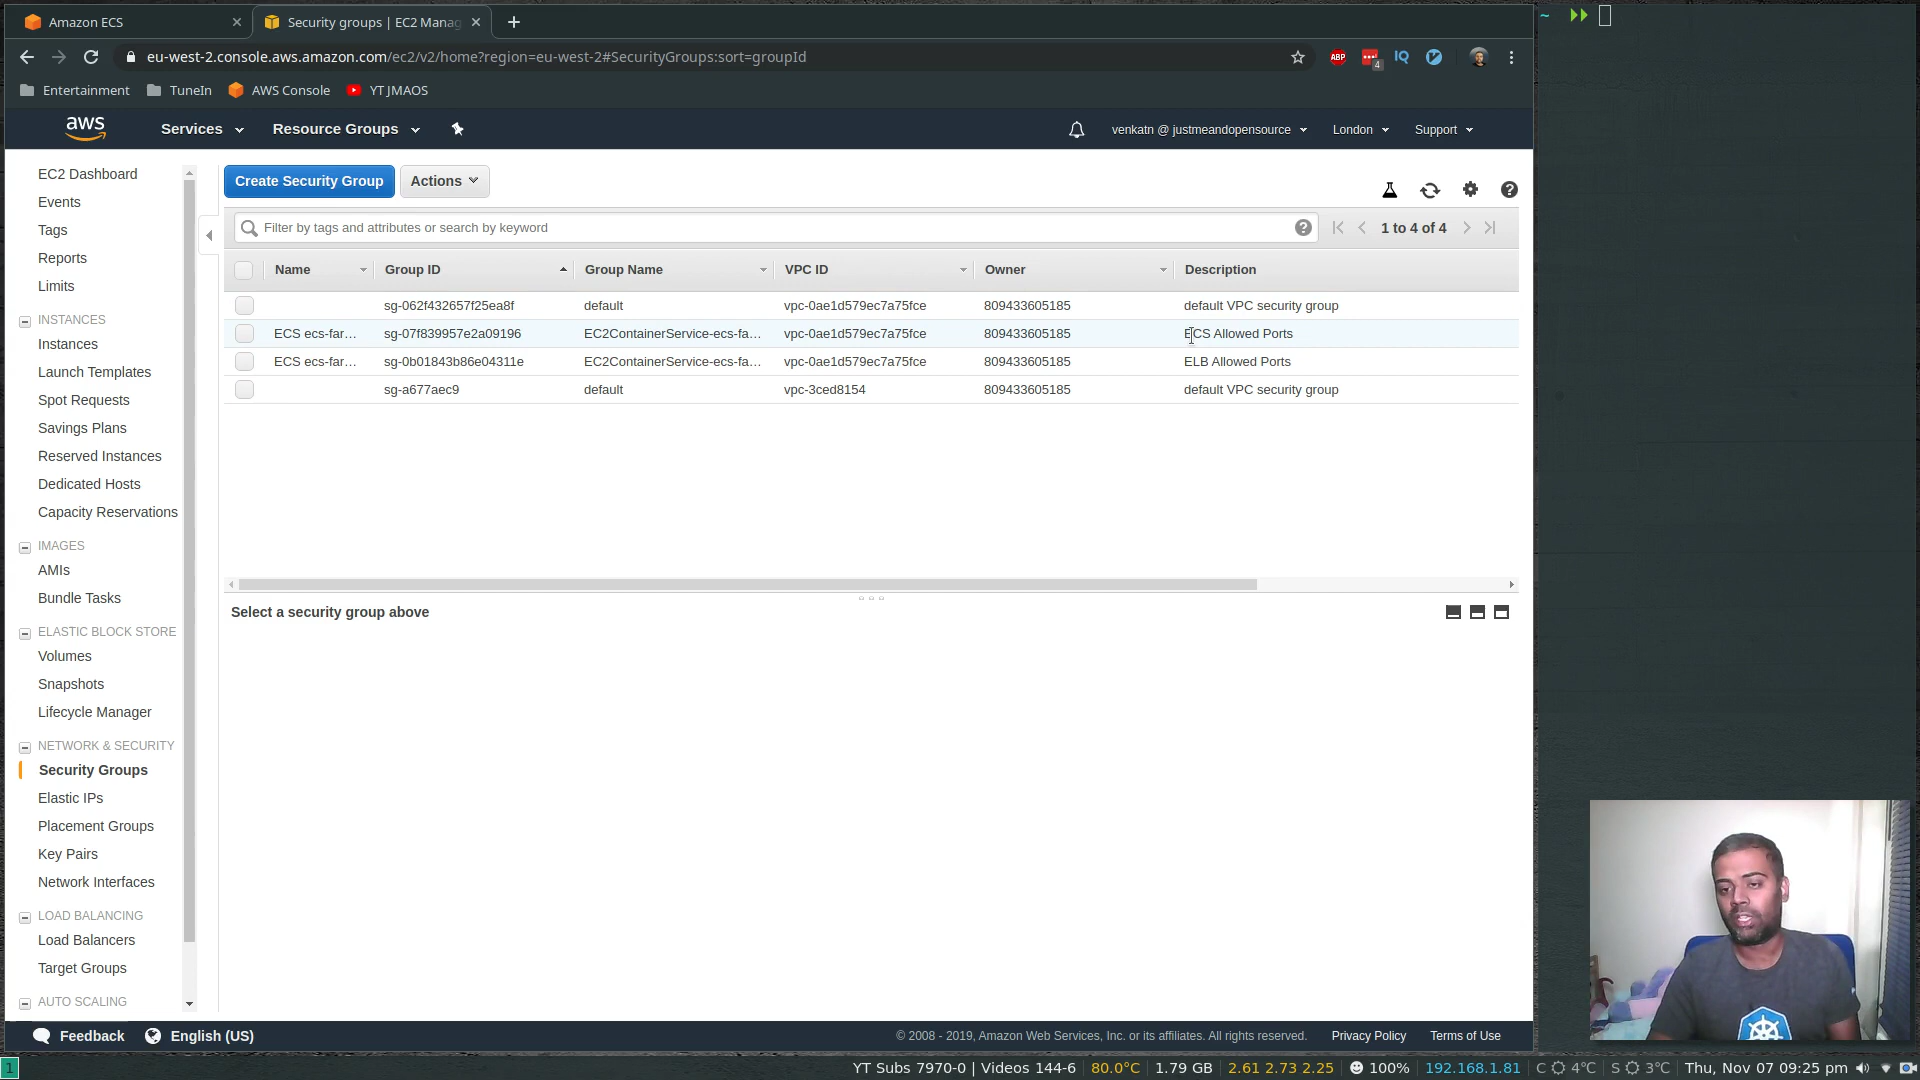 Amazon ECS
Security groups | EC2 Manag
~
eu-west-2.console.aws.amazon.com/ec2/v2/home?region=eu-west-2#SecurityGroups:sort=groupId
ABP
4
IQ
Entertainment
TuneIn
AWS Console
YT JMAOS
aws
Services
Resource Groups
venkatn @ justmeandopensource
London
Support
EC2 Dashboard
Events
Tags
Reports
Limits
INSTANCES
Instances
Launch Templates
Spot Requests
Savings Plans
Reserved Instances
Dedicated Hosts
Capacity Reservations
IMAGES
AMIs
Bundle Tasks
ELASTIC BLOCK STORE
Volumes
Snapshots
Lifecycle Manager
NETWORK & SECURITY
Security Groups
Elastic IPs
Placement Groups
Key Pairs
Network Interfaces
LOAD BALANCING
Load Balancers
Target Groups
AUTO SCALING
Create Security Group
Actions
Filter by tags and attributes or search by keyword
1 to 4 of 4
Name Group ID Group Name VPC ID Owner Description
sg-062f432657f25ea8f default vpc-0ae1d579ec7a75fce 809433605185 default VPC security group
ECS ecs-far... sg-07f839957e2a09196 EC2ContainerService-ecs-fa... vpc-0ae1d579ec7a75fce 809433605185 ECS Allowed Ports
ECS ecs-far... sg-0b01843b86e04311e EC2ContainerService-ecs-fa... vpc-0ae1d579ec7a75fce 809433605185 ELB Allowed Ports
sg-a677aec9 default vpc-3ced8154 809433605185 default VPC security group
Select a security group above
Feedback
English (US)
© 2008 - 2019, Amazon Web Services, Inc. or its affiliates. All rights reserved.
Privacy Policy
Terms of Use
1
YT Subs 7970-0 | Videos 144-6 | 80.0°C | 1.79 GB | 2.61 2.73 2.25 | 100% | 192.168.1.81 | C 4°C | S 3°C | Thu, Nov 07 09:25 pm